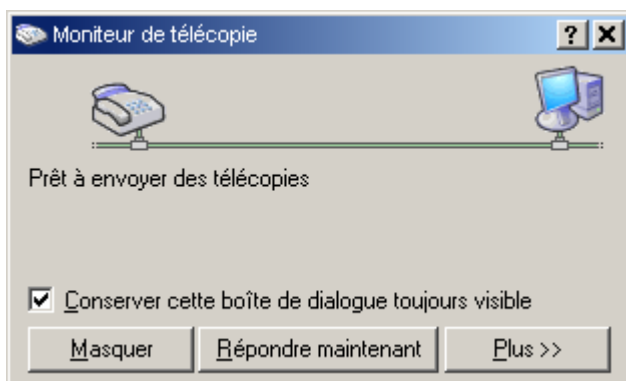 Moniteur de télécopie
Prêt à envoyer des télécopies
Conserver cette boîte de dialogue toujours visible
Masquer Répondre maintenant Plus >>